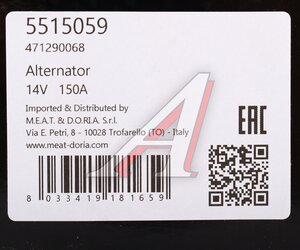 5515059
471290068
Alternator
14V 150A
Imported & Distributed by
M.E.A.T. & D.O.R.I.A. S.r.l.
Via E. Petri, 8 - 10028 Trofarello (TO) - Italy
www.meat-doria.com
EAC
8 033419 181659